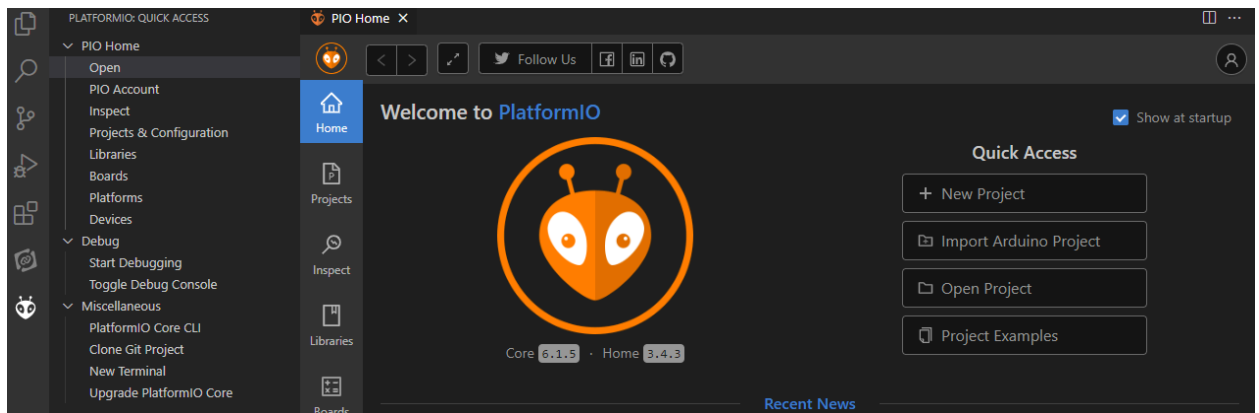 PLATFORMIO: QUICK ACCESS
PIO Home
Open
PIO Account
Inspect
Projects & Configuration
Libraries
Boards
Platforms
Devices
Debug
Start Debugging
Toggle Debug Console
Miscellaneous
PlatformIO Core CLI
Clone Git Project
New Terminal
Upgrade PlatformIO Core
PIO Home
Follow Us
Home
Projects
Inspect
Libraries
Boards
Welcome to PlatformIO
Show at startup
Core 6.1.5 · Home 3.4.3
Quick Access
New Project
Import Arduino Project
Open Project
Project Examples
Recent News